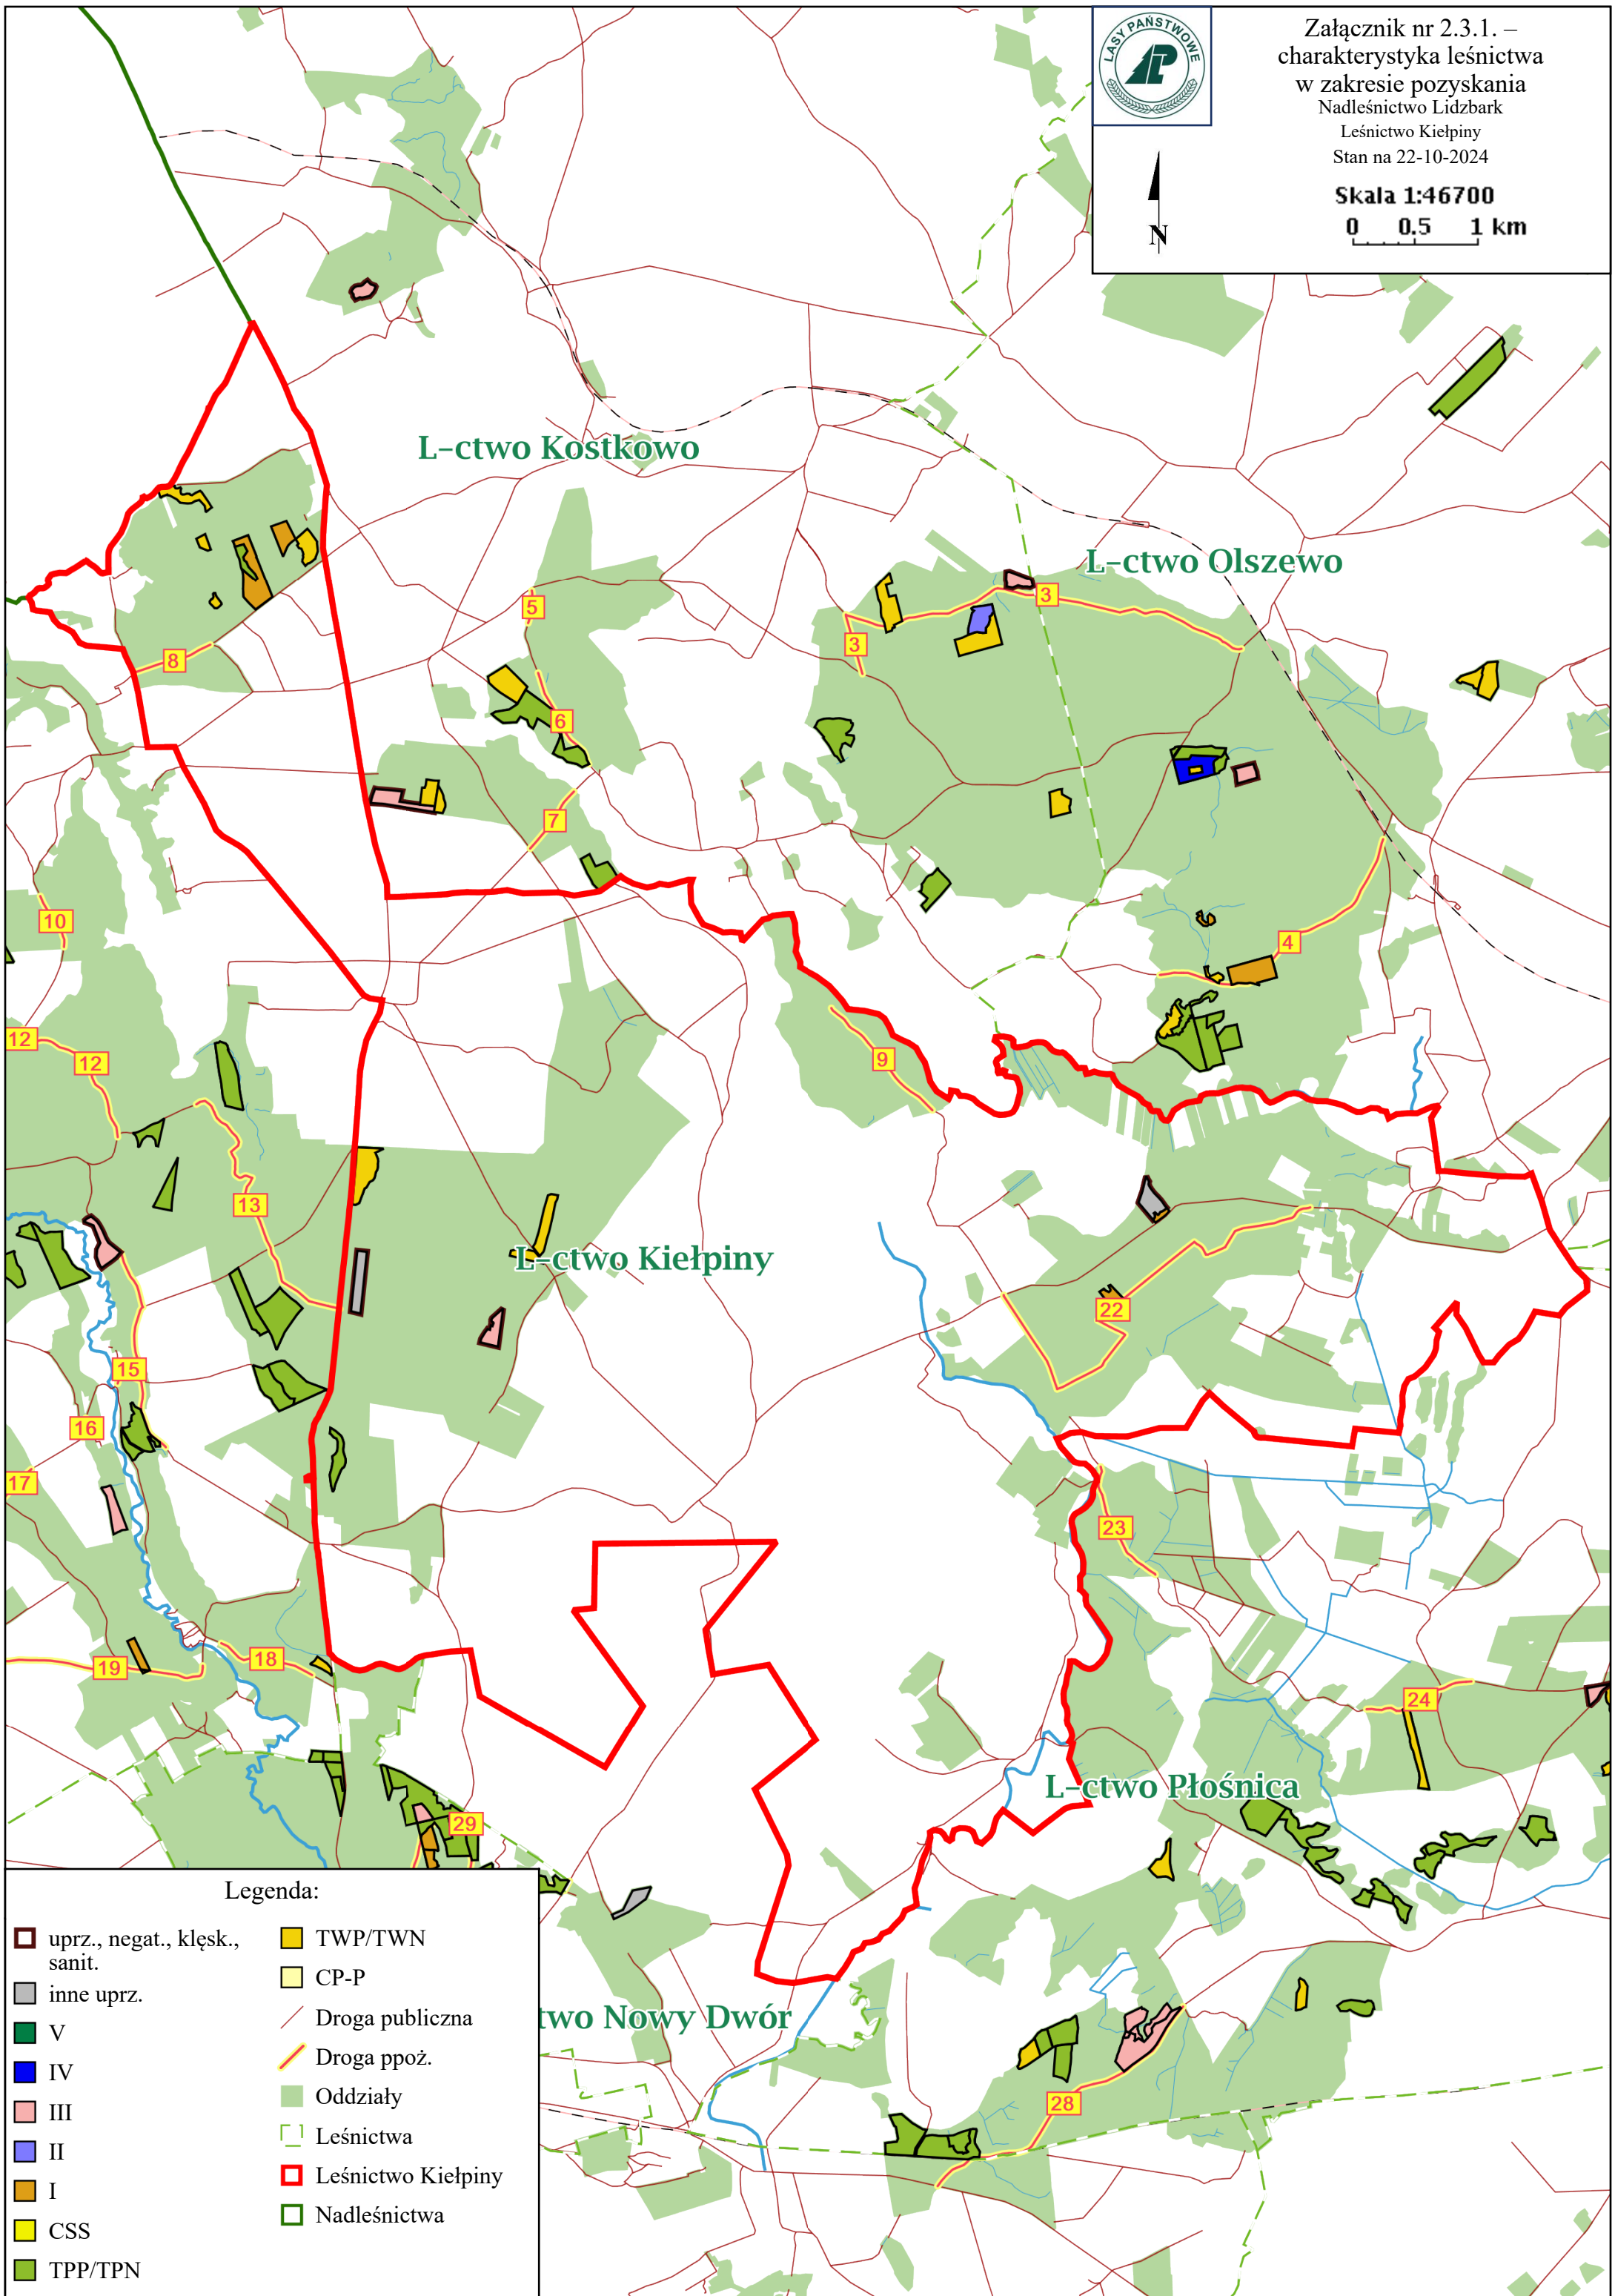 LASY PAŃSTWOWE
LP
Załącznik nr 2.3.1. –
charakterystyka leśnictwa
w zakresie pozyskania
Nadleśnictwo Lidzbark
Leśnictwo Kiełpiny
Stan na 22-10-2024
Skala 1:46700
0 0.5 1 km
N
L-ctwo Kostkowo
L-ctwo Olszewo
5
3
3
8
6
7
10
4
12
12
9
13
L-ctwo Kiełpiny
22
15
16
17
23
19
18
24
L-ctwo Płośnica
29
two Nowy Dwór
28
Legenda:
uprz., negat., klęsk.,
sanit.
inne uprz.
V
IV
III
II
I
CSS
TPP/TPN
TWP/TWN
CP-P
Droga publiczna
Droga ppoż.
Oddziały
Leśnictwa
Leśnictwo Kiełpiny
Nadleśnictwa